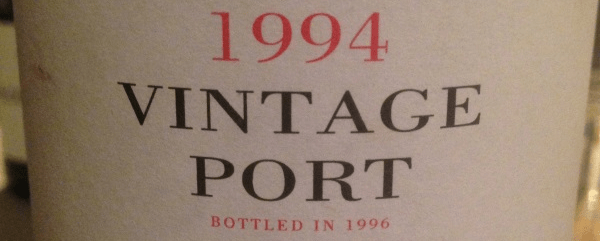 1994
VINTAGE
PORT
BOTTLED IN 1996